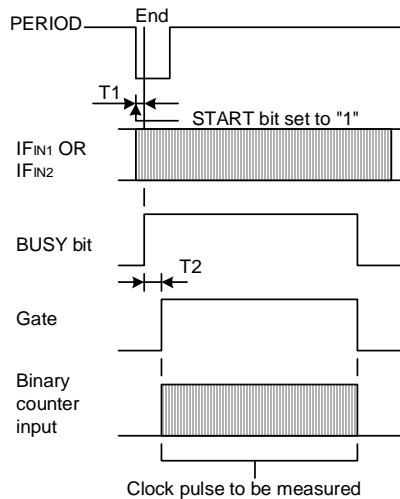 PERIOD
End
T1
START bit set to "1"
IFIN1 OR
IFIN2
BUSY bit
T2
Gate
Binary
counter
input
Clock pulse to be measured